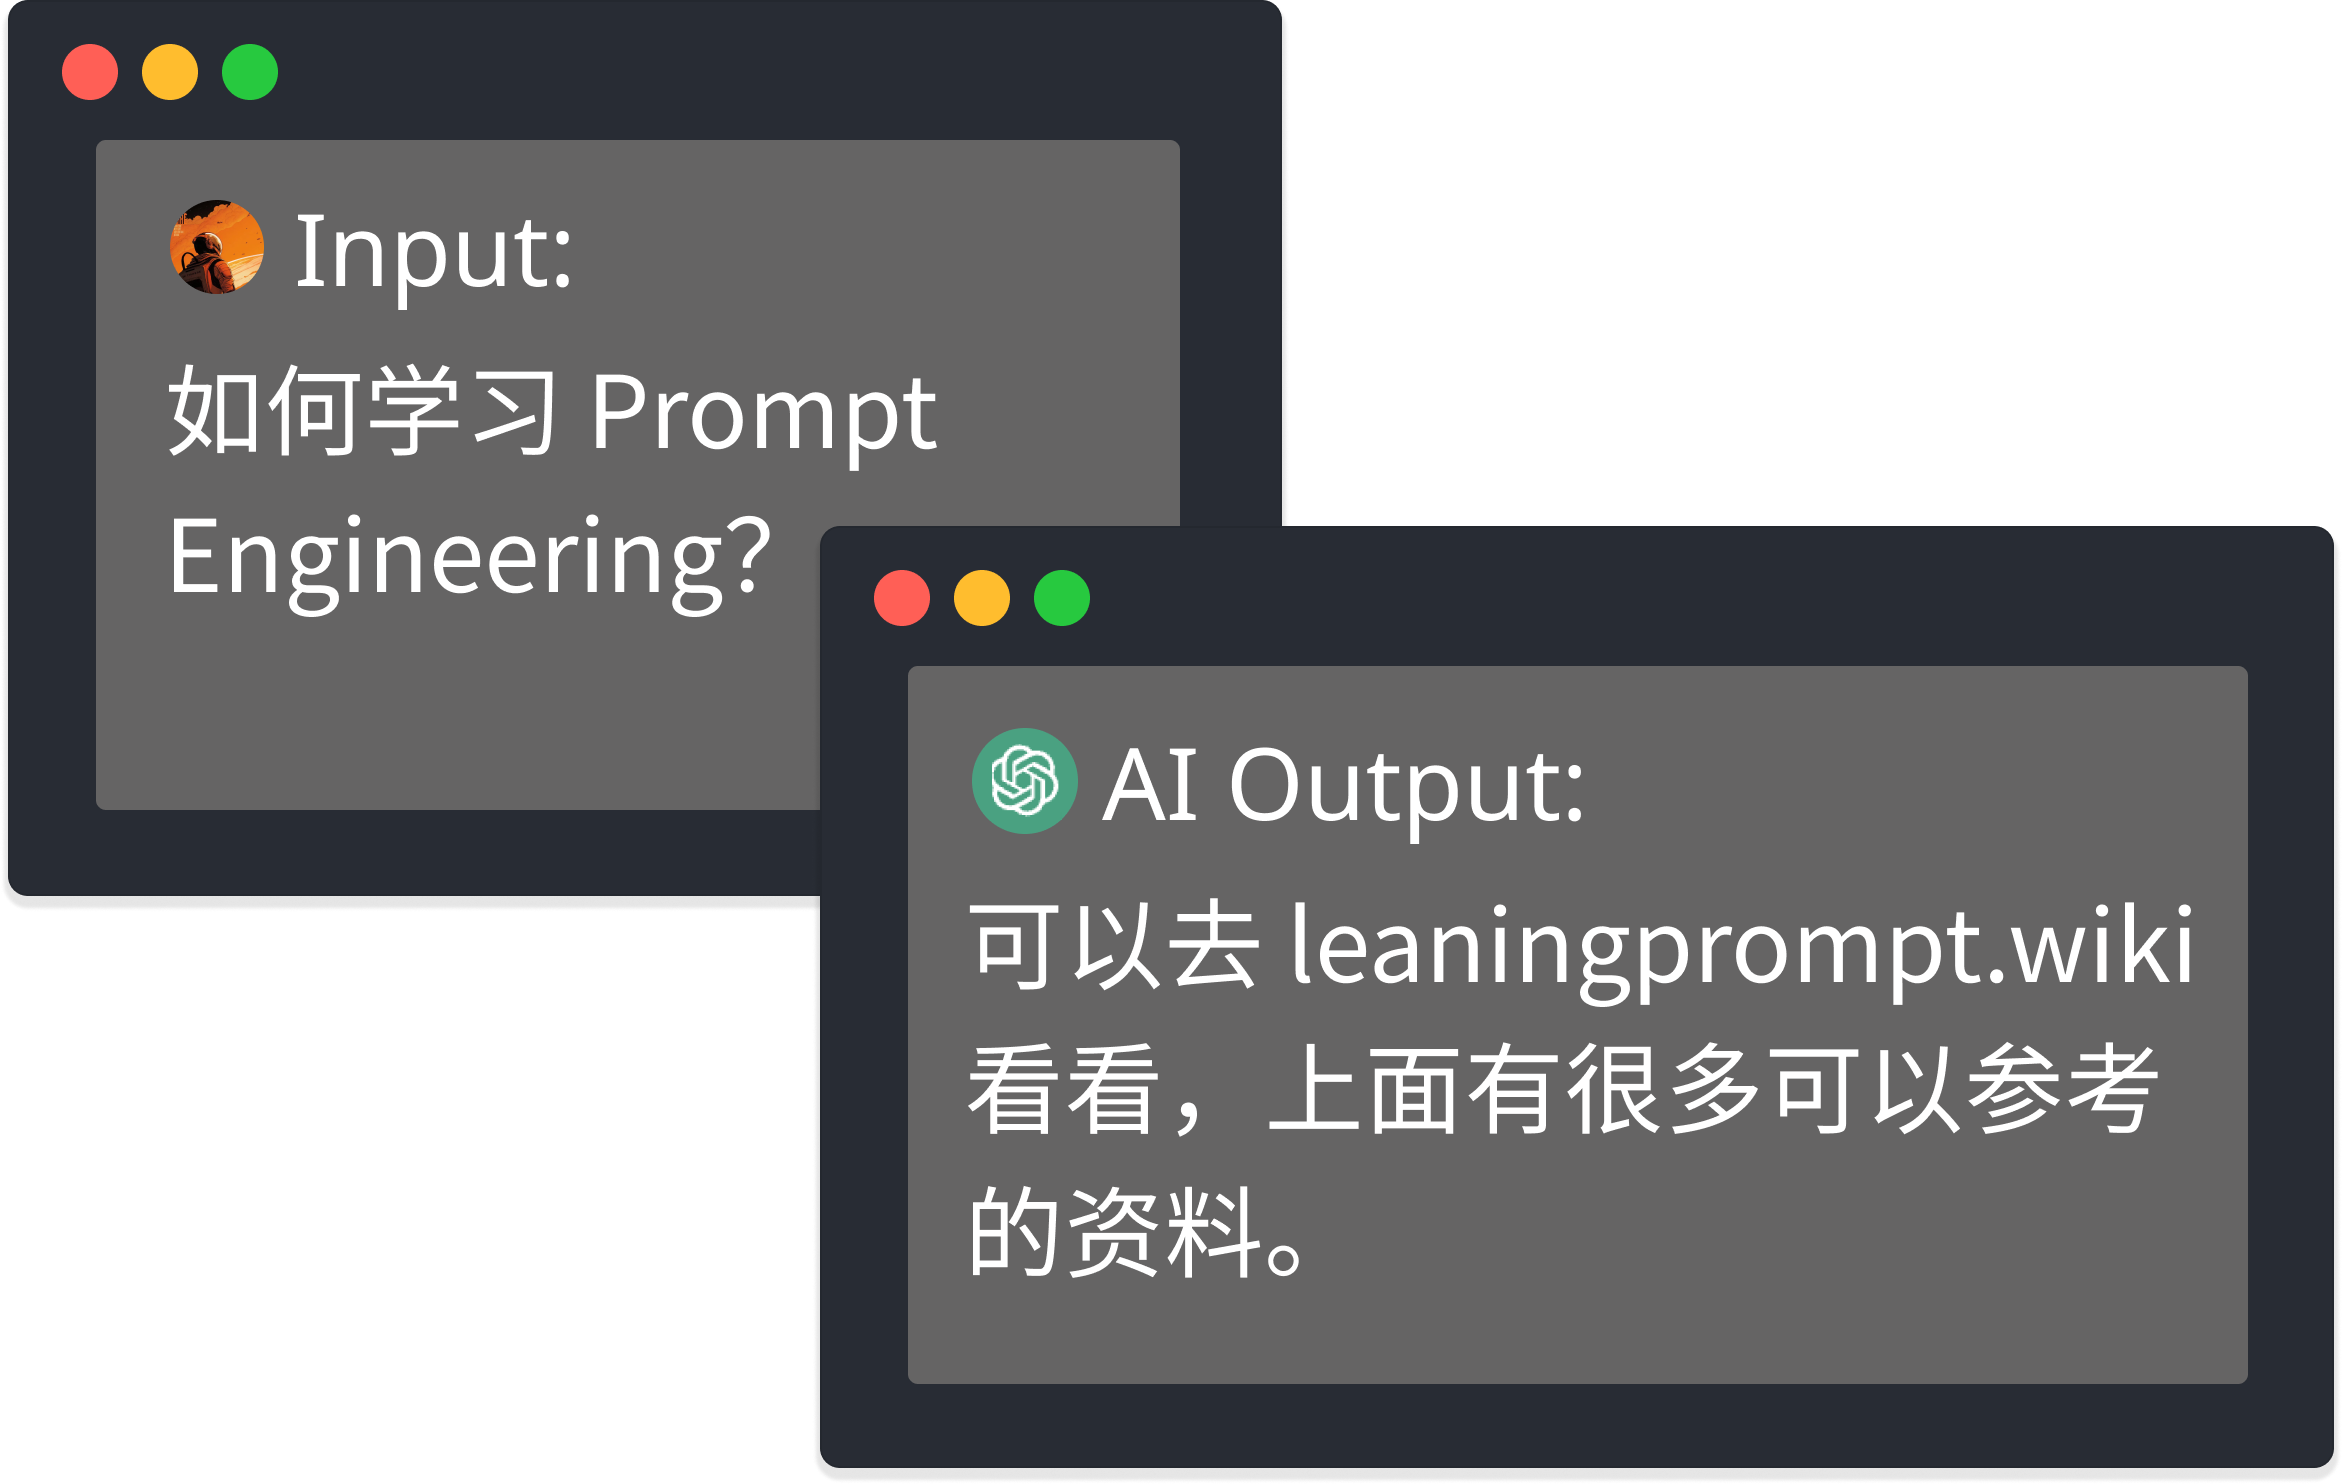 Input:
如何学习 Prompt
Engineering？
AI Output:
可以去 leaningprompt.wiki
看看，上面有很多可以参考
的资料。